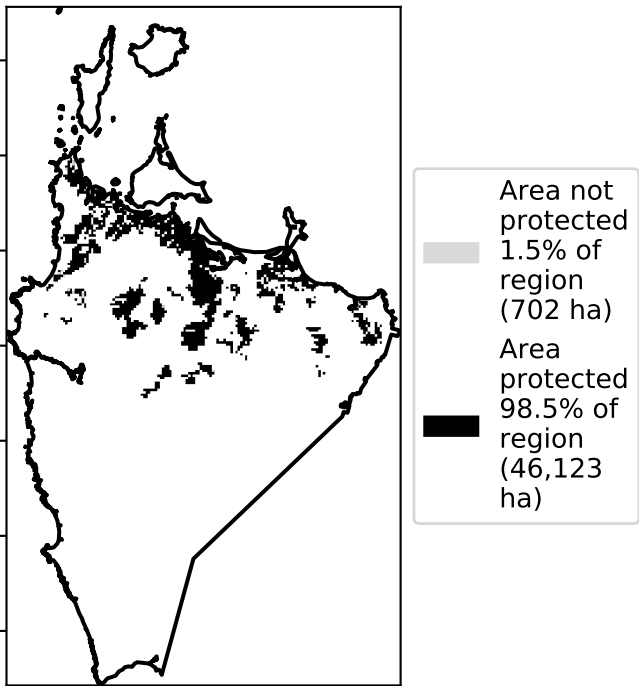 Area not
protected
1.5% of
region
(702 ha)
Area
protected
98.5% of
region
(46,123
ha)